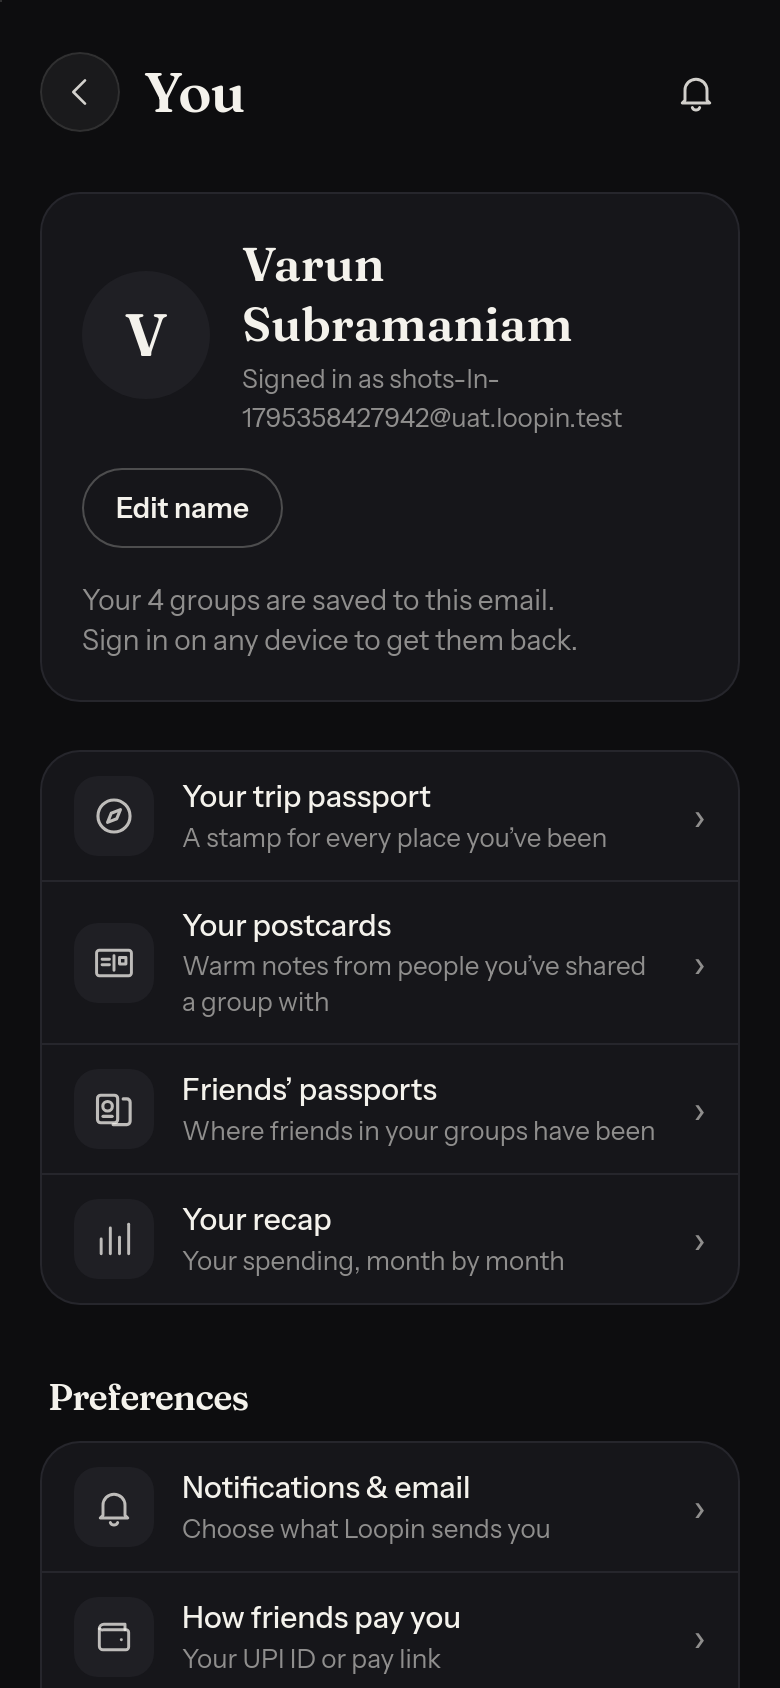 You
V
Varun
Subramaniam
Signed in as shots-ln-
1795358427942@uat.loopin.test
Edit name
Your 4 groups are saved to this email.
Sign in on any device to get them back.
Your trip passport
A stamp for every place you’ve been
Your postcards
Warm notes from people you’ve shared
a group with
Friends’ passports
Where friends in your groups have been
Your recap
Your spending, month by month
Preferences
Notifications & email
Choose what Loopin sends you
How friends pay you
Your UPI ID or pay link